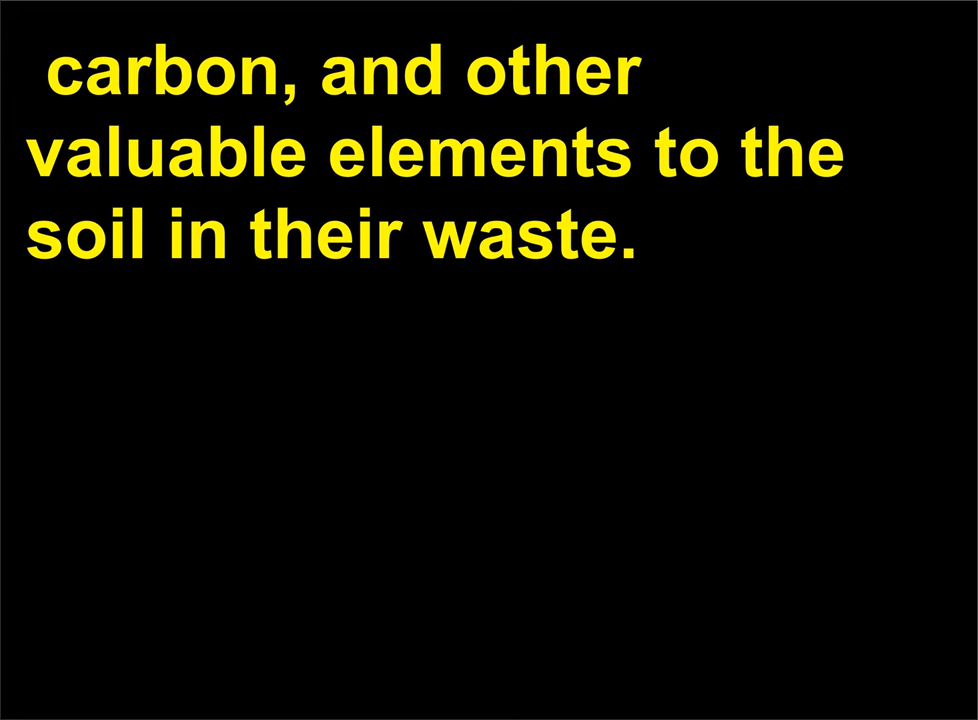 carbon, and other
valuable elements to the
soil in their waste.